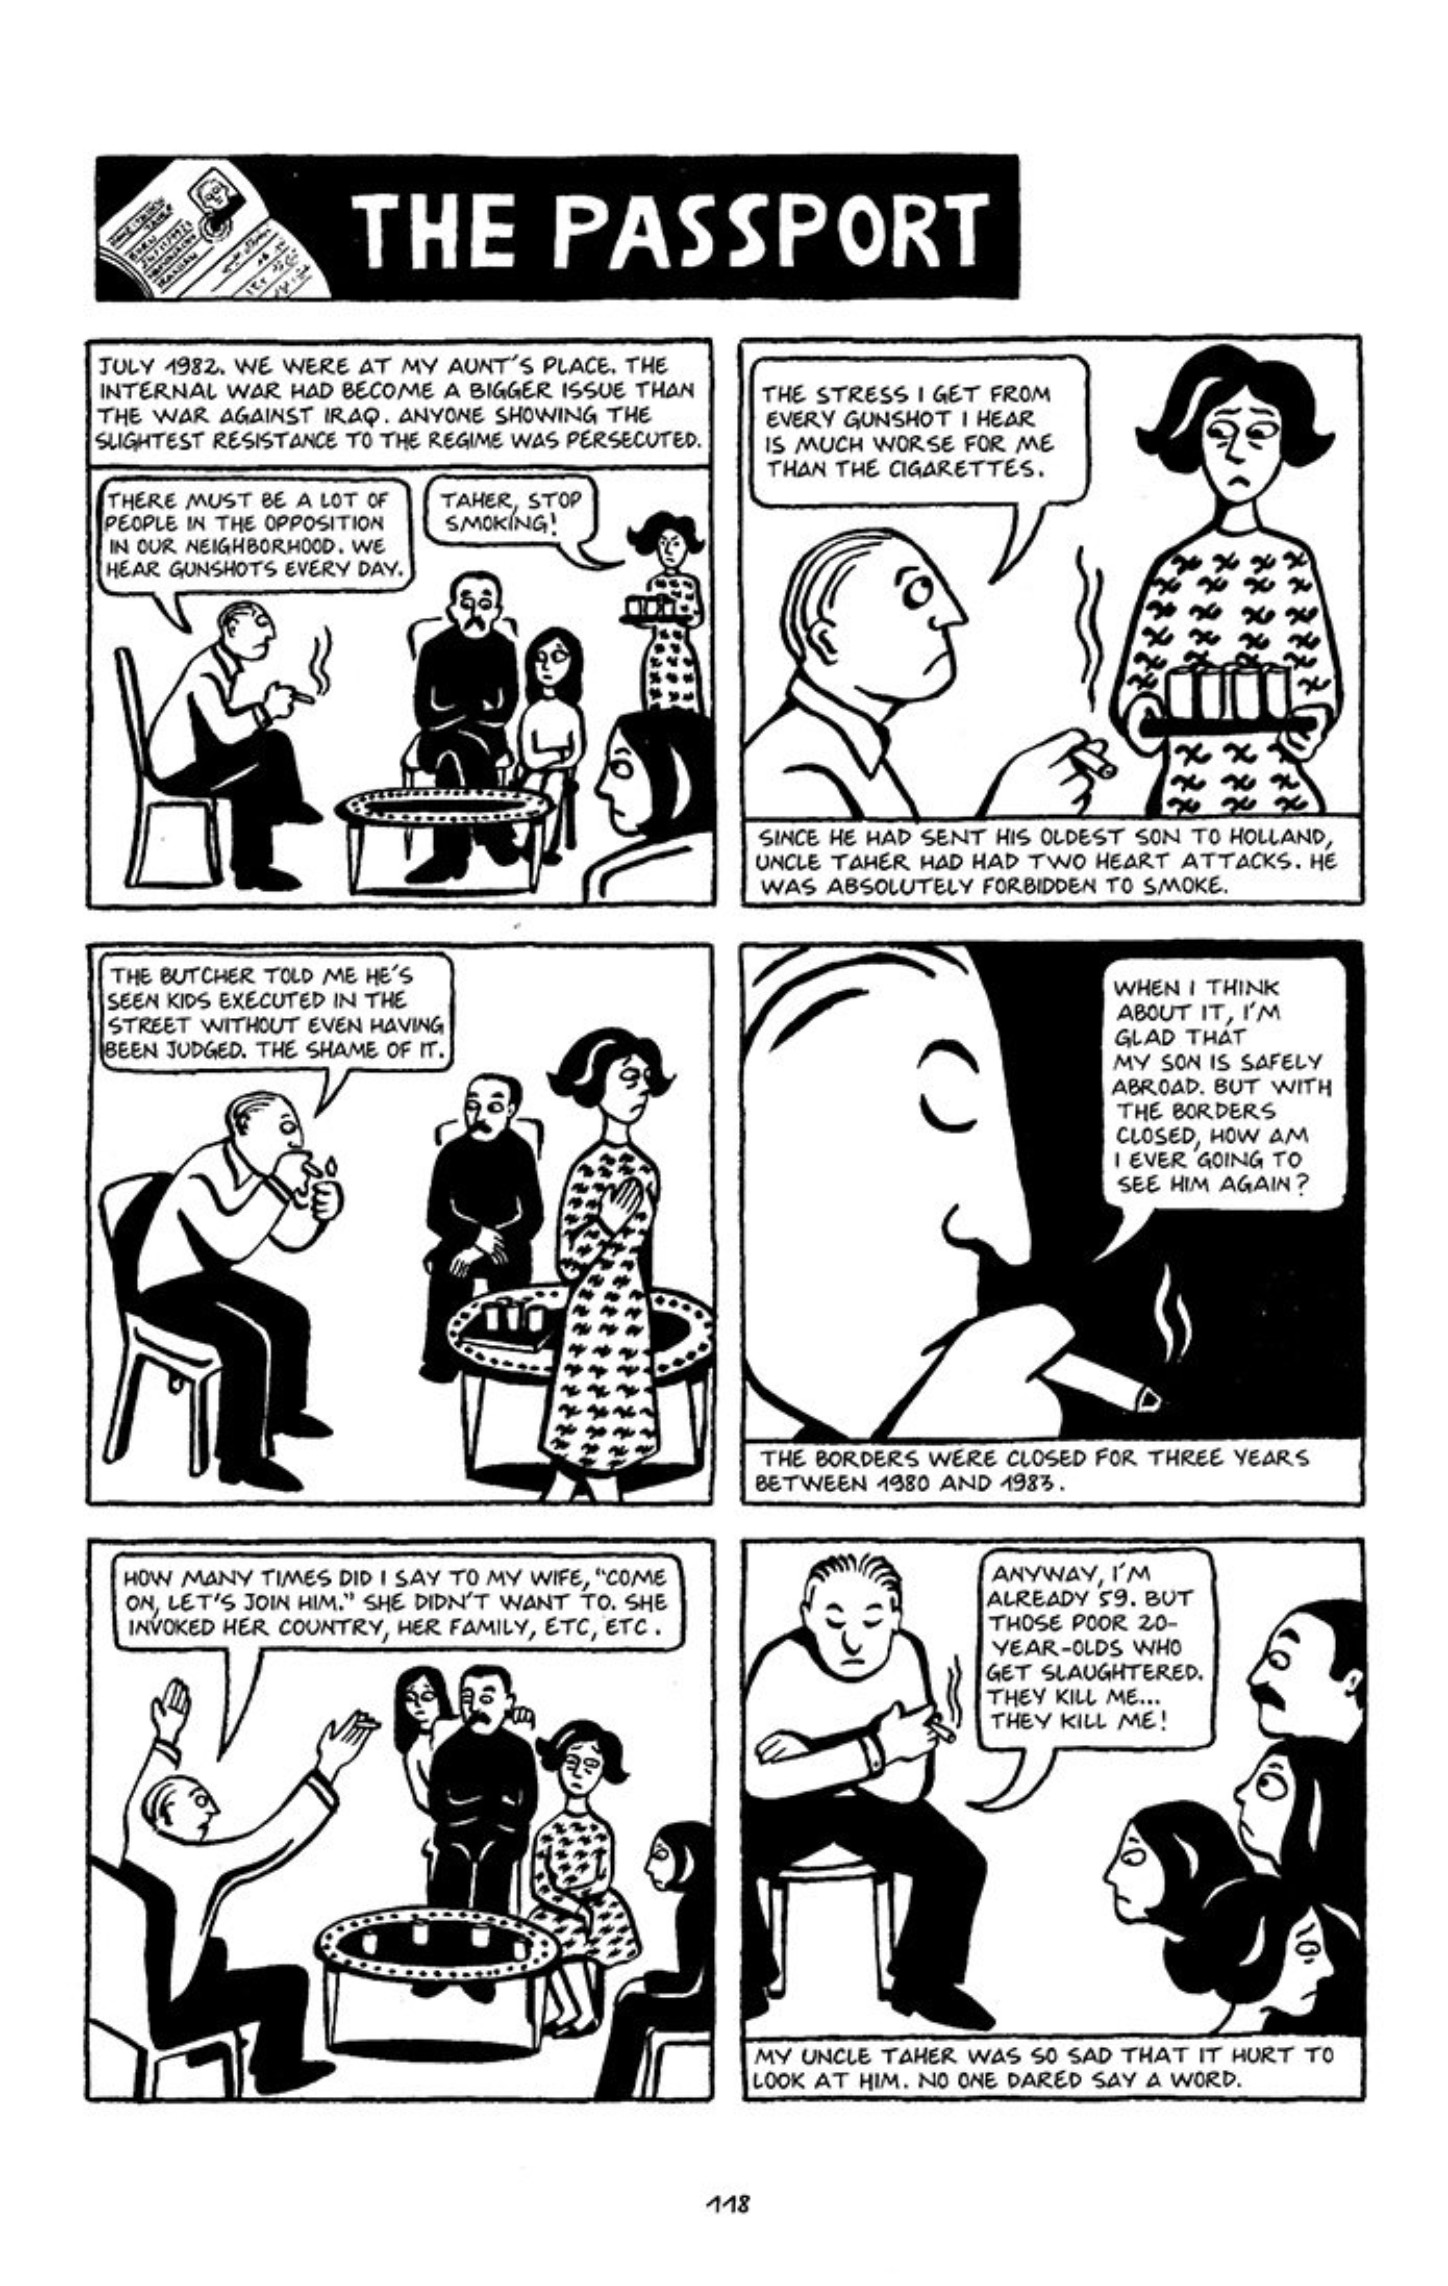 THE PASSPORT
JULY 1982. WE WERE AT MY AUNT'S PLACE. THE
INTERNAL WAR HAD BECOME A BIGGER ISSUE THAN
THE WAR AGAINST IRAQ. ANYONE SHOWING THE
SLIGHTEST RESISTANCE TO THE REGIME WAS PERSECUTED.
THERE MUST BE A LOT OF
PEOPLE IN THE OPPOSITION
IN OUR NEIGHBORHOOD. WE
HEAR GUNSHOTS EVERY DAY.
TAHER, STOP
SMOKING!
THE STRESS I GET FROM
EVERY GUNSHOT I HEAR
IS MUCH WORSE FOR ME
THAN THE CIGARETTES.
SINCE HE HAD SENT HIS OLDEST SON TO HOLLAND,
UNCLE TAHER HAD HAD TWO HEART ATTACKS. HE
WAS ABSOLUTELY FORBIDDEN TO SMOKE.
THE BUTCHER TOLD ME HE'S
SEEN KIDS EXECUTED IN THE
STREET WITHOUT EVEN HAVING
BEEN JUDGED. THE SHAME OF IT.
WHEN I THINK
ABOUT IT, I'M
GLAD THAT
MY SON IS SAFELY
ABROAD. BUT WITH
THE BORDERS
CLOSED, HOW AM
I EVER GOING TO
SEE HIM AGAIN?
THE BORDERS WERE CLOSED FOR THREE YEARS
BETWEEN 1980 AND 1983.
HOW MANY TIMES DID I SAY TO MY WIFE, "COME
ON, LET'S JOIN HIM." SHE DIDN'T WANT TO. SHE
INVOKED HER COUNTRY, HER FAMILY, ETC, ETC.
ANYWAY, I'M
ALREADY 59. BUT
THOSE POOR 20-
YEAR-OLDS WHO
GET SLAUGHTERED.
THEY KILL ME...
THEY KILL ME!
MY UNCLE TAHER WAS SO SAD THAT IT HURT TO
LOOK AT HIM. NO ONE DARED SAY A WORD.
118